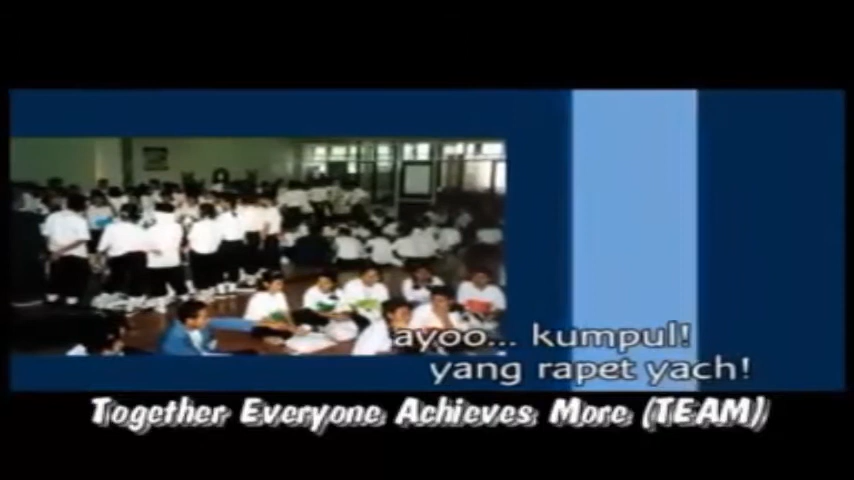 ayoo... kumpul!
yang rapet yach!
Together Everyone Achieves More (TEAM)